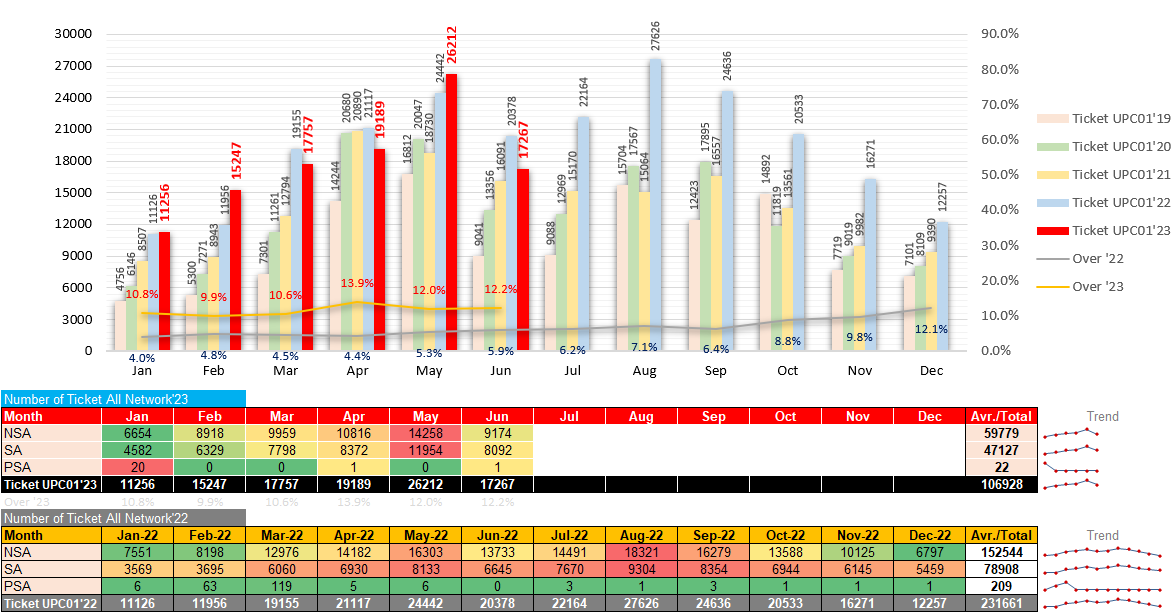 30000 27000 24000 21000 18000 15000 12000 9000 6000 3000 0
90.0% 80.0% 70.0% 60.0% 50.0% 40.0% 30.0% 20.0% 10.0% 0.0%
4756 6146 8507 11126 11256
5300 7271 8943 11956 15247
7301 11261 12794 19155 17757
14244 20680 20890 21117 19189
16812 20047 18730 24442 26212
9041 13356 16091 20378 17267
9088 12969 15170 22164
15704 17567 15064 27626
12423 17895 16557 24636
14892 11819 13561 20533
7719 9019 9982 16271
7101 8109 9390 12257
10.8% 9.9% 10.6% 13.9% 12.0% 12.2%
4.0% 4.8% 4.5% 4.4% 5.3% 5.9% 6.2% 7.1% 6.4% 8.8% 9.8% 12.1%
Jan Feb Mar Apr May Jun Jul Aug Sep Oct Nov Dec
Ticket UPC01'19
Ticket UPC01'20
Ticket UPC01'21
Ticket UPC01'22
Ticket UPC01'23
Over '22
Over '23
Number of Ticket All Network'23
Month Jan Feb Mar Apr May Jun Jul Aug Sep Oct Nov Dec Avr./Total Trend
NSA 6654 8918 9959 10816 14258 9174 59779
SA 4582 6329 7798 8372 11954 8092 47127
PSA 20 0 0 1 0 1 22
Ticket UPC01'23 11256 15247 17757 19189 26212 17267 106928
Over '23 10.8% 9.9% 10.6% 13.9% 12.0% 12.2%
Number of Ticket All Network'22
Month Jan-22 Feb-22 Mar-22 Apr-22 May-22 Jun-22 Jul-22 Aug-22 Sep-22 Oct-22 Nov-22 Dec-22 Avr./Total Trend
NSA 7551 8198 12976 14182 16303 13733 14491 18321 16279 13588 10125 6797 152544
SA 3569 3695 6060 6930 8133 6645 7670 9304 8354 6944 6145 5459 78908
PSA 6 63 119 5 6 0 3 1 3 1 1 1 209
Ticket UPC01'22 11126 11956 19155 21117 24442 20378 22164 27626 24636 20533 16271 12257 231661